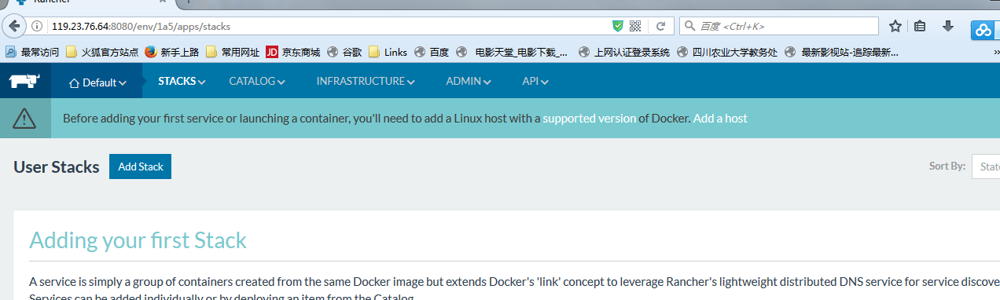 Rancher
119.23.76.64:8080/env/1a5/apps/stacks
百度 <Ctrl+K>
最常访问 火狐官方站点 新手上路 常用网址 JD 京东商城 谷歌 Links 百度 电影天堂_电影下载_... 上网认证登录系统 四川农业大学教务处 最新影视站-追踪最新... »
Default STACKS CATALOG INFRASTRUCTURE ADMIN API
Before adding your first service or launching a container, you'll need to add a Linux host with a supported version of Docker. Add a host
User Stacks Add Stack Sort By: State
Adding your first Stack
A service is simply a group of containers created from the same Docker image but extends Docker's 'link' concept to leverage Rancher's lightweight distributed DNS service for service discove
Services can be added individually or by deploying an item from the Catalog.